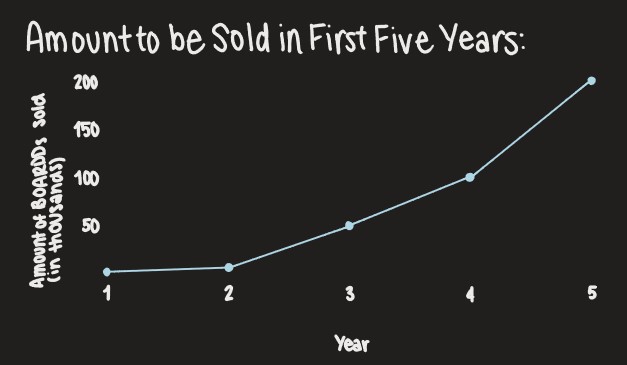 Amount to be Sold in First Five Years:
Amount of BOARDDs sold
(in thousands)
200
150
100
50
1 2 3 4 5
Year